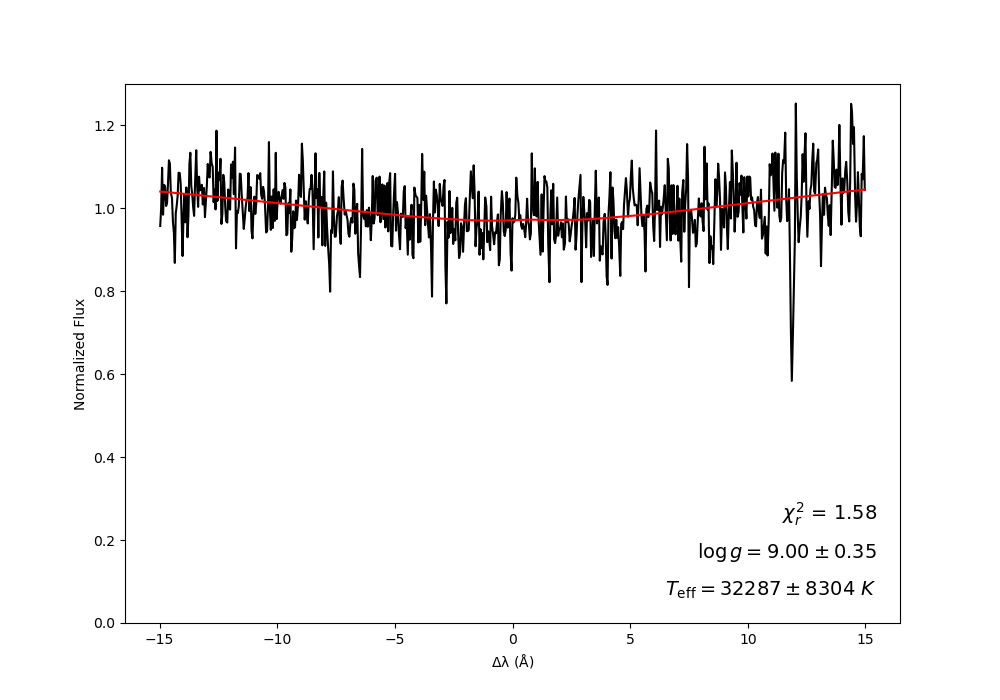 1.2
1.0
0.8
0.6
0.4
0.2
0.0
Normalized Flux
χ²ᵣ = 1.58
log g = 9.00 ± 0.35
T_eff = 32287 ± 8304 K
−15 −10 −5 0 5 10 15
Δλ (Å)